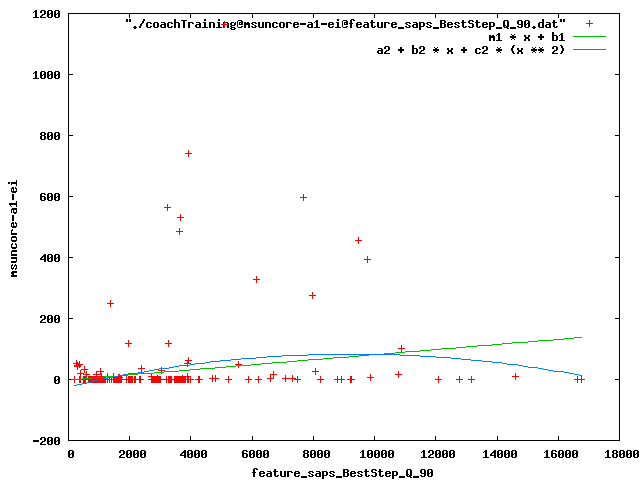 "./coachTraining@msuncore-a1-ei@feature_saps_BestStep_Q_90.dat"
m1 * x + b1
a2 + b2 * x + c2 * (x ** 2)
1200
1000
800
600
400
200
0
-200
msuncore-a1-ei
0 2000 4000 6000 8000 10000 12000 14000 16000 18000
feature_saps_BestStep_Q_90